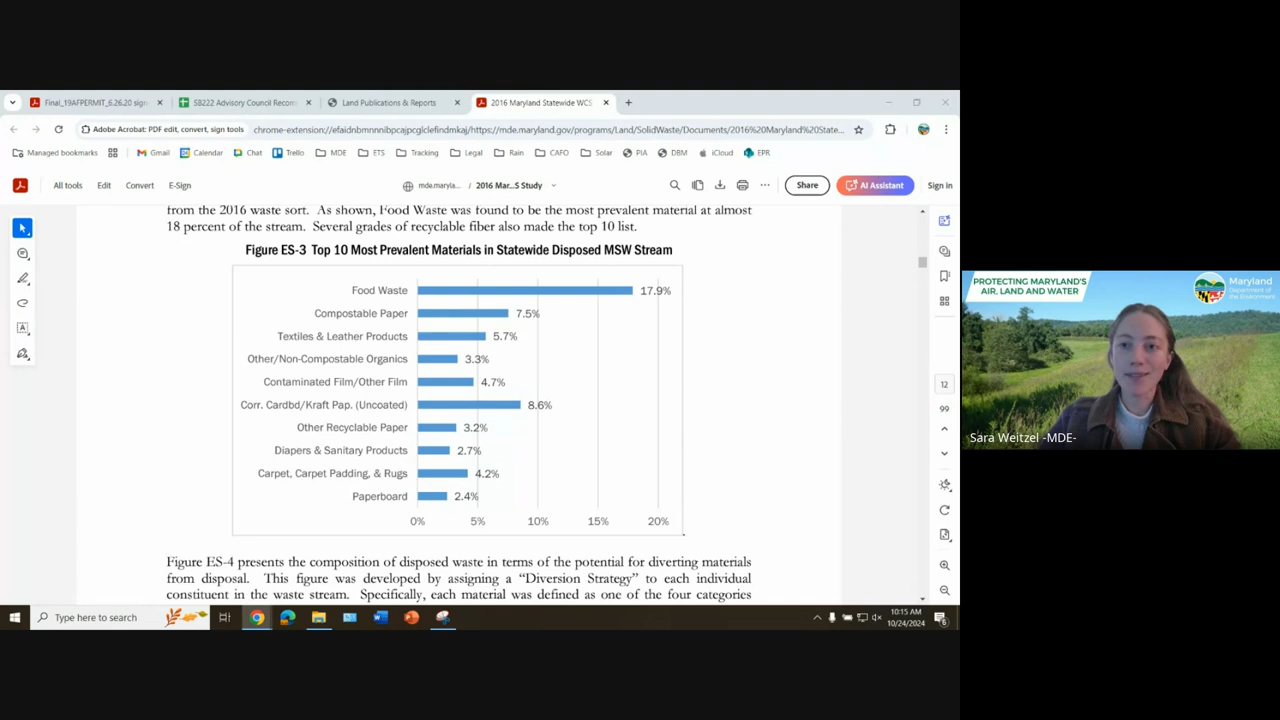 Final_19AFPERMIT_6.26.20 sign
SB222 Advisory Council Recom
Land Publications & Reports
2016 Maryland Statewide WCS
Adobe Acrobat: PDF edit, convert, sign tools
chrome-extension://efaidnbmnnnibpcajpcglclefindmkaj/https://mde.maryland.gov/programs/Land/SolidWaste/Documents/2016%20Maryland%20State...
Managed bookmarks
Gmail
Calendar
Chat
Trello
MDE
ETS
Tracking
Legal
Rain
CAFO
Solar
PIA
DBM
iCloud
EPR
All tools
Edit
Convert
E-Sign
mde.maryla...
/
2016 Mar...S Study
Share
AI Assistant
Sign in
from the 2016 waste sort. As shown, Food Waste was found to be the most prevalent material at almost
18 percent of the stream. Several grades of recyclable fiber also made the top 10 list.
Figure ES-3 Top 10 Most Prevalent Materials in Statewide Disposed MSW Stream
Food Waste 17.9%
Compostable Paper 7.5%
Textiles & Leather Products 5.7%
Other/Non-Compostable Organics 3.3%
Contaminated Film/Other Film 4.7%
Corr. Cardbd/Kraft Pap. (Uncoated) 8.6%
Other Recyclable Paper 3.2%
Diapers & Sanitary Products 2.7%
Carpet, Carpet Padding, & Rugs 4.2%
Paperboard 2.4%
0% 5% 10% 15% 20%
Figure ES-4 presents the composition of disposed waste in terms of the potential for diverting materials
from disposal. This figure was developed by assigning a “Diversion Strategy” to each individual
constituent in the waste stream. Specifically, each material was defined as one of the four categories
12
99
Type here to search
10:15 AM
10/24/2024
6
PROTECTING MARYLAND'S
AIR, LAND AND WATER
Maryland
Department of
the Environment
Sara Weitzel -MDE-